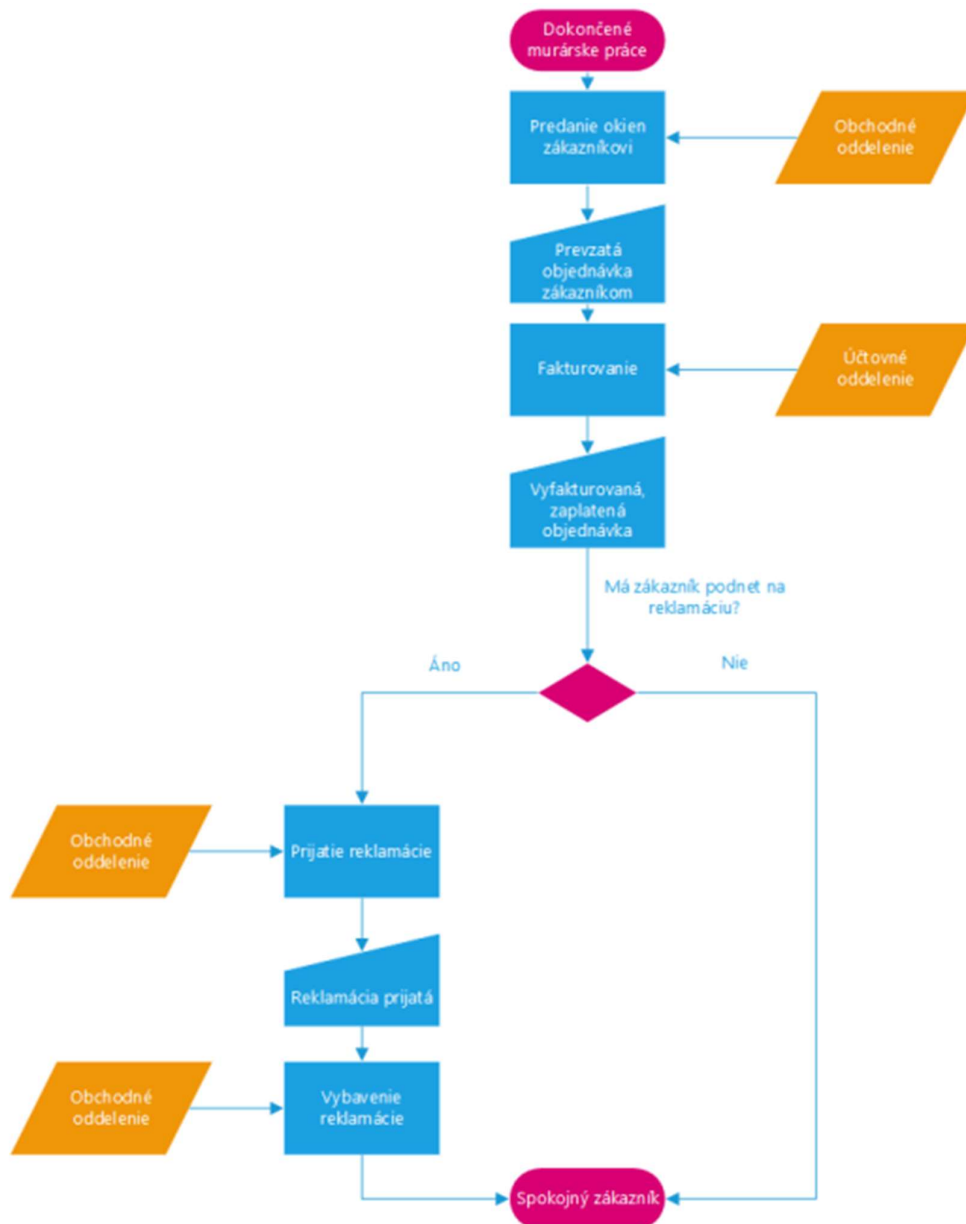 Dokončené
murárske práce
Predanie okien
zákazníkovi
Obchodné
oddelenie
Prevzatá
objednávka
zákazníkom
Fakturovanie
Účtovné
oddelenie
Vyfakturovaná,
zaplatená
objednávka
Má zákazník podnet na
reklamáciu?
Áno
Nie
Obchodné
oddelenie
Prijatie reklamácie
Reklamácia prijatá
Obchodné
oddelenie
Vybavenie
reklamácie
Spokojný zákazník